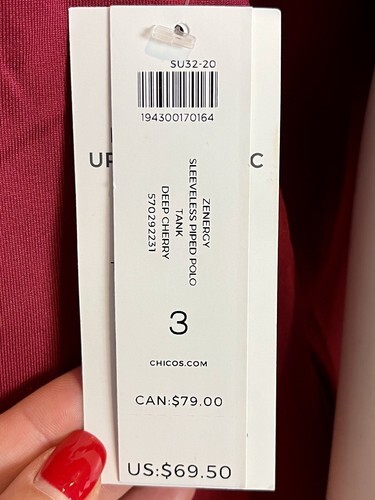 SU32-20
194300170164
ZENERGY
SLEEVELESS PIPED POLO
TANK
DEEP CHERRY
570292231
3
CHICOS.COM
CAN:$79.00
US:$69.50